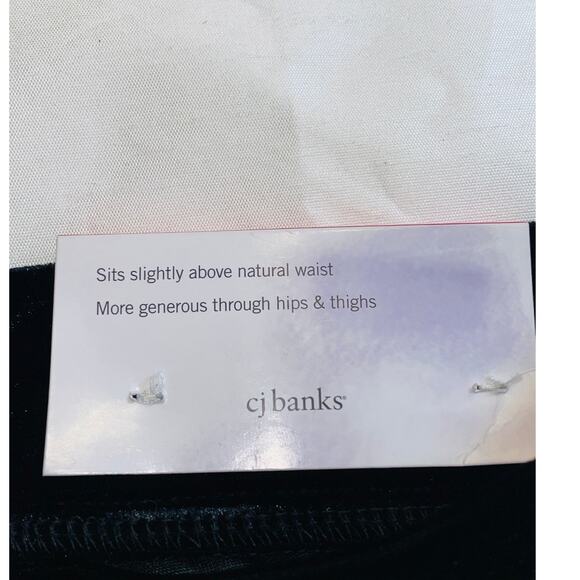 Sits slightly above natural waist
More generous through hips & thighs
cj banks®